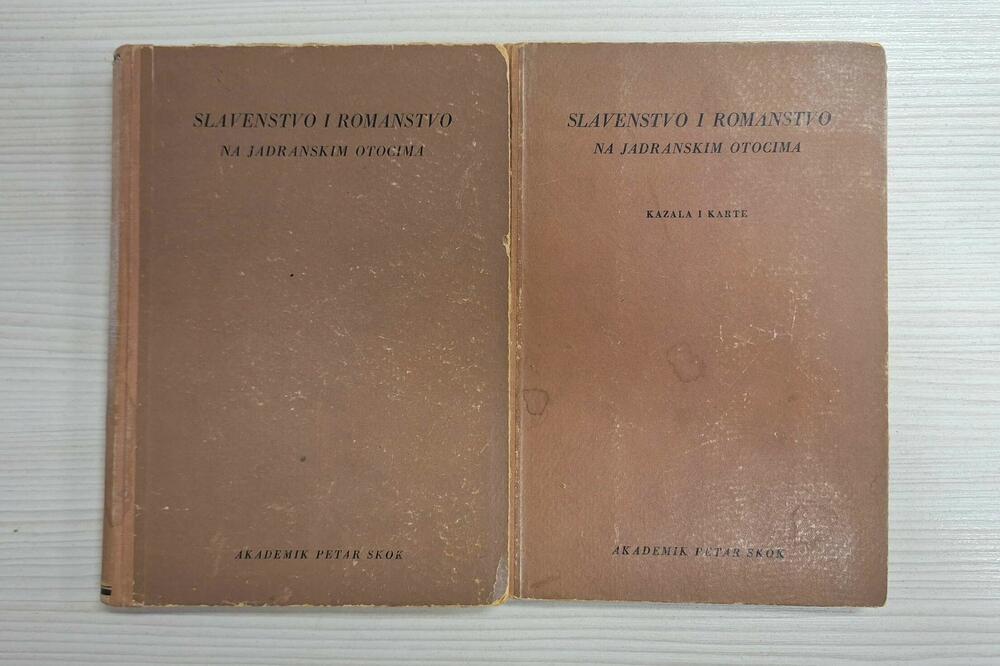 SLAVENSTVO I ROMANSTVO
NA JADRANSKIM OTOCIMA
AKADEMIK PETAR SKOK
SLAVENSTVO I ROMANSTVO
NA JADRANSKIM OTOCIMA
KAZALA I KARTE
AKADEMIK PETAR SKOK